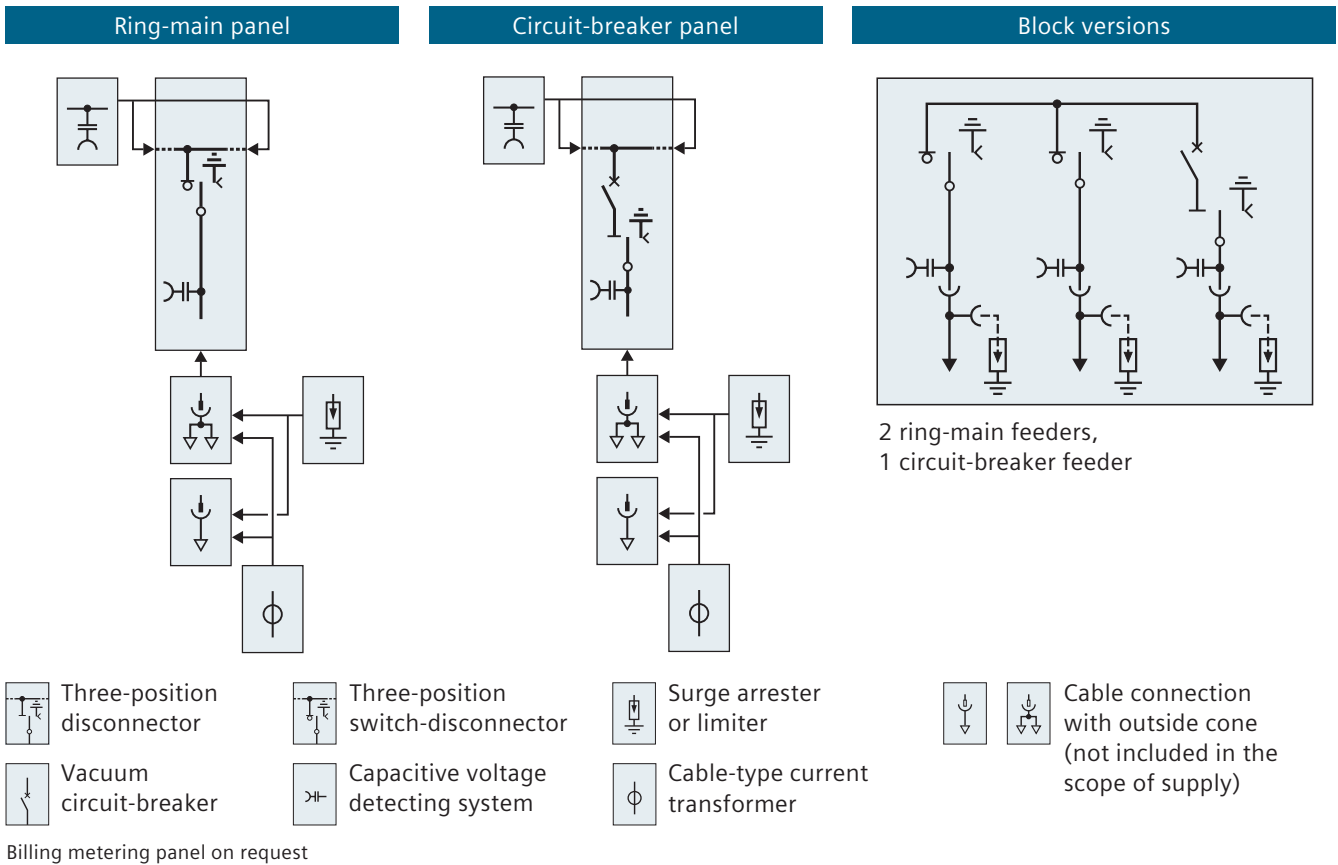 Ring-main panel
Circuit-breaker panel
Block versions
2 ring-main feeders,
1 circuit-breaker feeder
Three-position
disconnector
Three-position
switch-disconnector
Surge arrester
or limiter
Cable connection
with outside cone
(not included in the
scope of supply)
Vacuum
circuit-breaker
Capacitive voltage
detecting system
Cable-type current
transformer
Billing metering panel on request